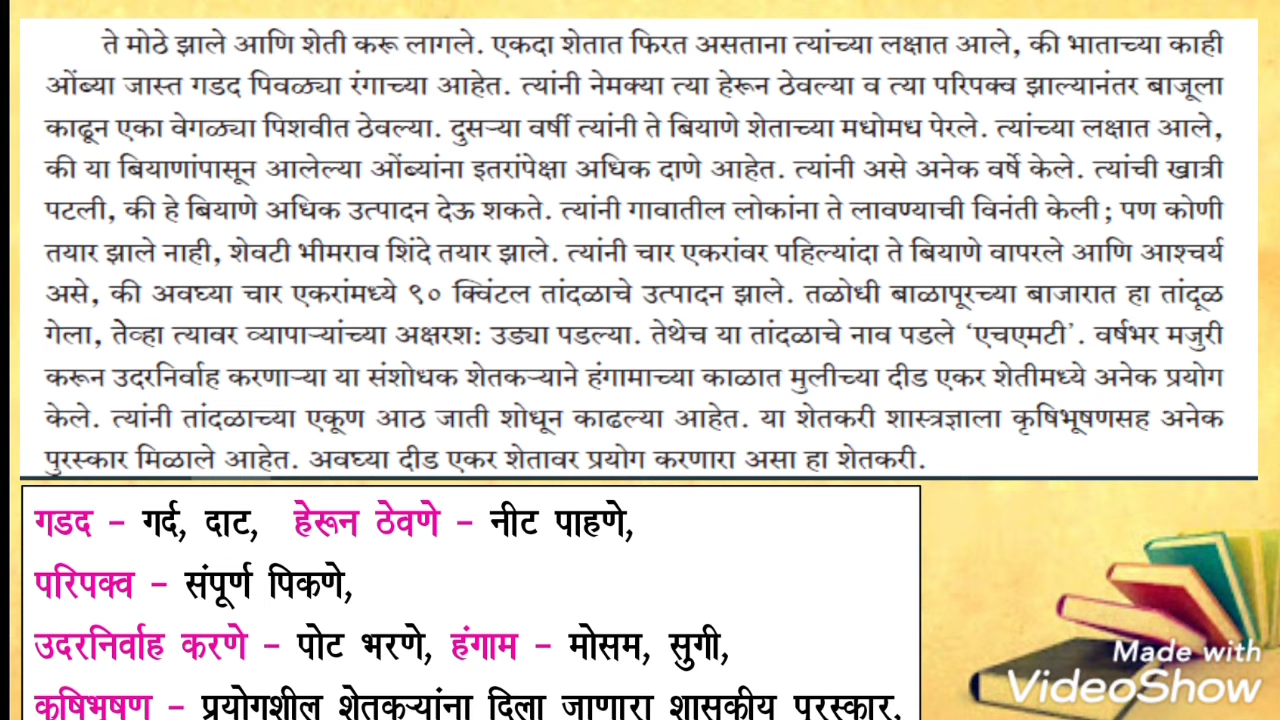 ते मोठे झाले आणि शेती करू लागले. एकदा शेतात फिरत असताना त्यांच्या लक्षात आले, की भाताच्या काही
ओंब्या जास्त गडद पिवळ्या रंगाच्या आहेत. त्यांनी नेमक्या त्या हेरून ठेवल्या व त्या परिपक्व झाल्यानंतर बाजूला
काढून एका वेगळ्या पिशवीत ठेवल्या. दुसऱ्या वर्षी त्यांनी ते बियाणे शेताच्या मधोमध पेरले. त्यांच्या लक्षात आले,
की या बियाणांपासून आलेल्या ओंब्यांना इतरांपेक्षा अधिक दाणे आहेत. त्यांनी असे अनेक वर्षे केले. त्यांची खात्री
पटली, की हे बियाणे अधिक उत्पादन देऊ शकते. त्यांनी गावातील लोकांना ते लावण्याची विनंती केली; पण कोणी
तयार झाले नाही, शेवटी भीमराव शिंदे तयार झाले. त्यांनी चार एकरांवर पहिल्यांदा ते बियाणे वापरले आणि आश्चर्य
असे, की अवघ्या चार एकरांमध्ये ९० क्विंटल तांदळाचे उत्पादन झाले. तळोधी बाळापूरच्या बाजारात हा तांदूळ
गेला, तेव्हा त्यावर व्यापाऱ्यांच्या अक्षरश: उड्या पडल्या. तेथेच या तांदळाचे नाव पडले ‘एचएमटी’. वर्षभर मजुरी
करून उदरनिर्वाह करणाऱ्या या संशोधक शेतकऱ्याने हंगामाच्या काळात मुलीच्या दीड एकर शेतीमध्ये अनेक प्रयोग
केले. त्यांनी तांदळाच्या एकूण आठ जाती शोधून काढल्या आहेत. या शेतकरी शास्त्रज्ञाला कृषिभूषणसह अनेक
पुरस्कार मिळाले आहेत. अवघ्या दीड एकर शेतावर प्रयोग करणारा असा हा शेतकरी.
गडद – गर्द, दाट, हेरून ठेवणे – नीट पाहणे,
परिपक्व – संपूर्ण पिकणे,
उदरनिर्वाह करणे – पोट भरणे, हंगाम – मोसम, सुगी,
कृषिभूषण – प्रयोगशील शेतकऱ्यांना दिला जाणारा शासकीय पुरस्कार.
Made with
VideoShow